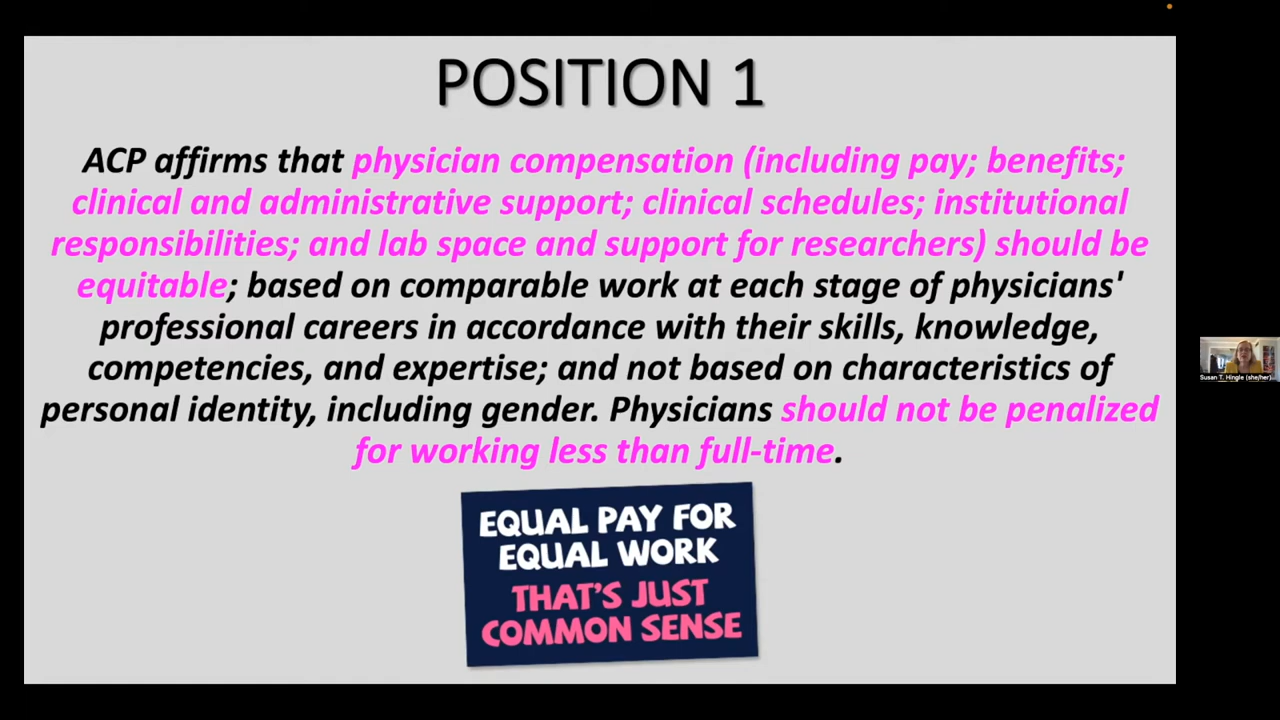 POSITION 1
ACP affirms that physician compensation (including pay; benefits;
clinical and administrative support; clinical schedules; institutional
responsibilities; and lab space and support for researchers) should be
equitable; based on comparable work at each stage of physicians'
professional careers in accordance with their skills, knowledge,
competencies, and expertise; and not based on characteristics of
personal identity, including gender. Physicians should not be penalized
for working less than full-time.
EQUAL PAY FOR
EQUAL WORK
THAT'S JUST
COMMON SENSE
Susan T. Hingle (she/her)